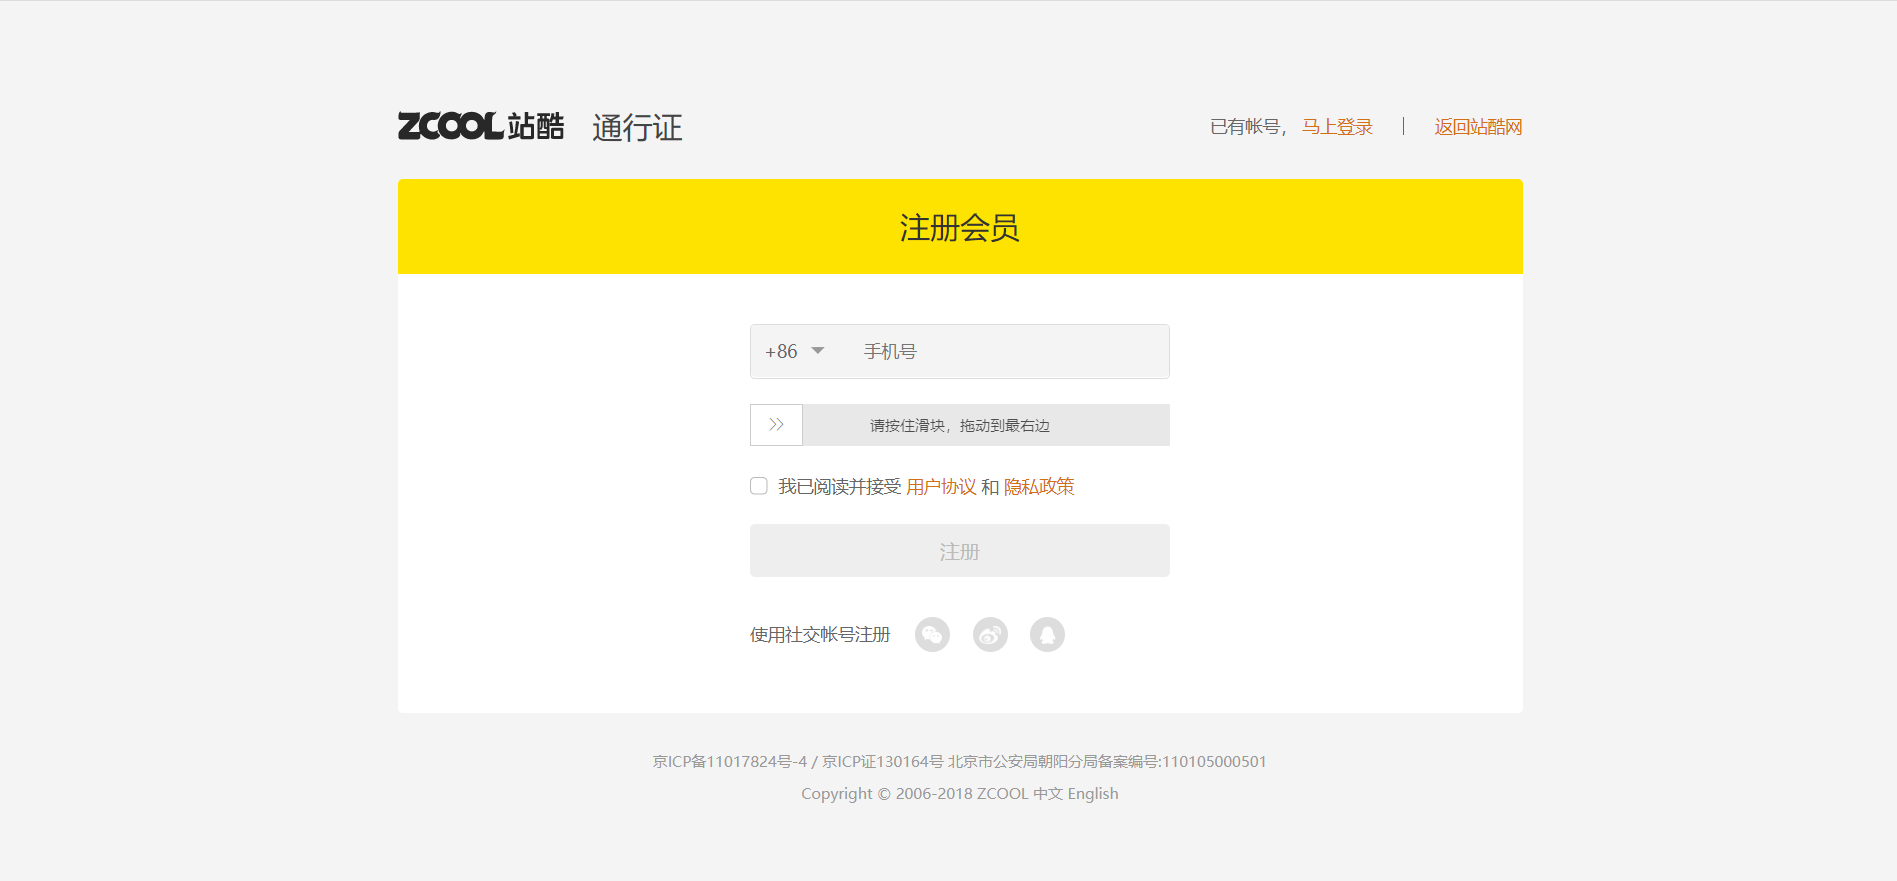 ZCOOL 站酷 通行证
已有帐号， 马上登录 | 返回站酷网
注册会员
+86 手机号
请按住滑块，拖动到最右边
我已阅读并接受 用户协议 和 隐私政策
注册
使用社交帐号注册
京ICP备11017824号-4 / 京ICP证130164号 北京市公安局朝阳分局备案编号:110105000501
Copyright © 2006-2018 ZCOOL 中文 English